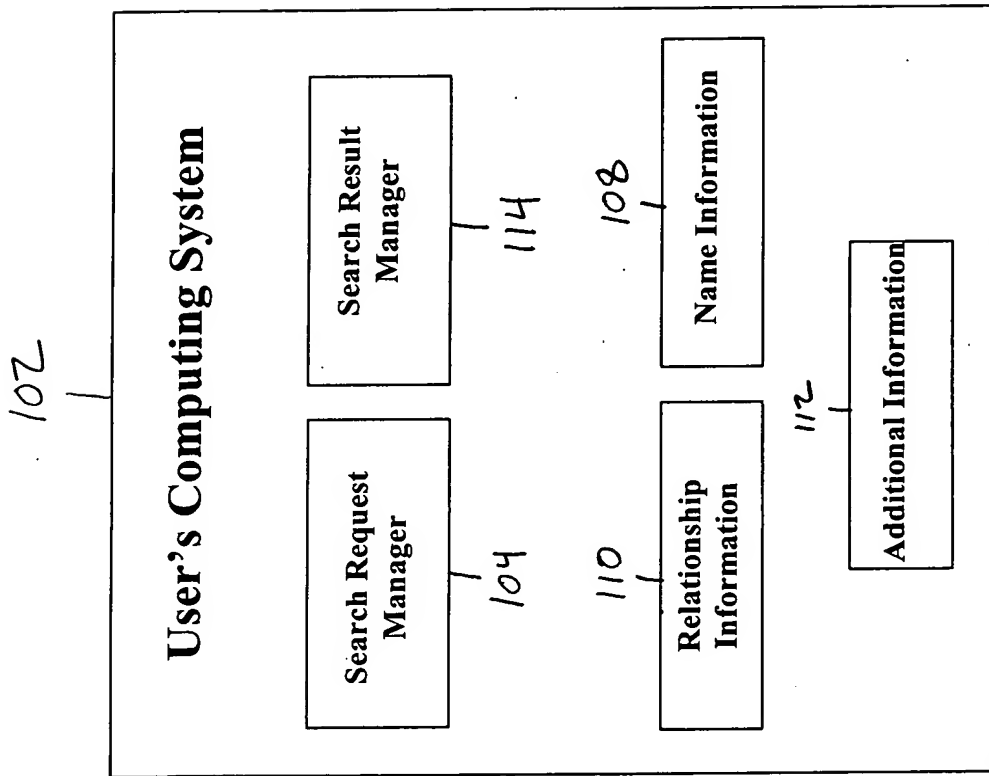 102
User's Computing System
Search Request
Manager
104
Search Result
Manager
114
110
Relationship
Information
108
Name Information
112
Additional Information